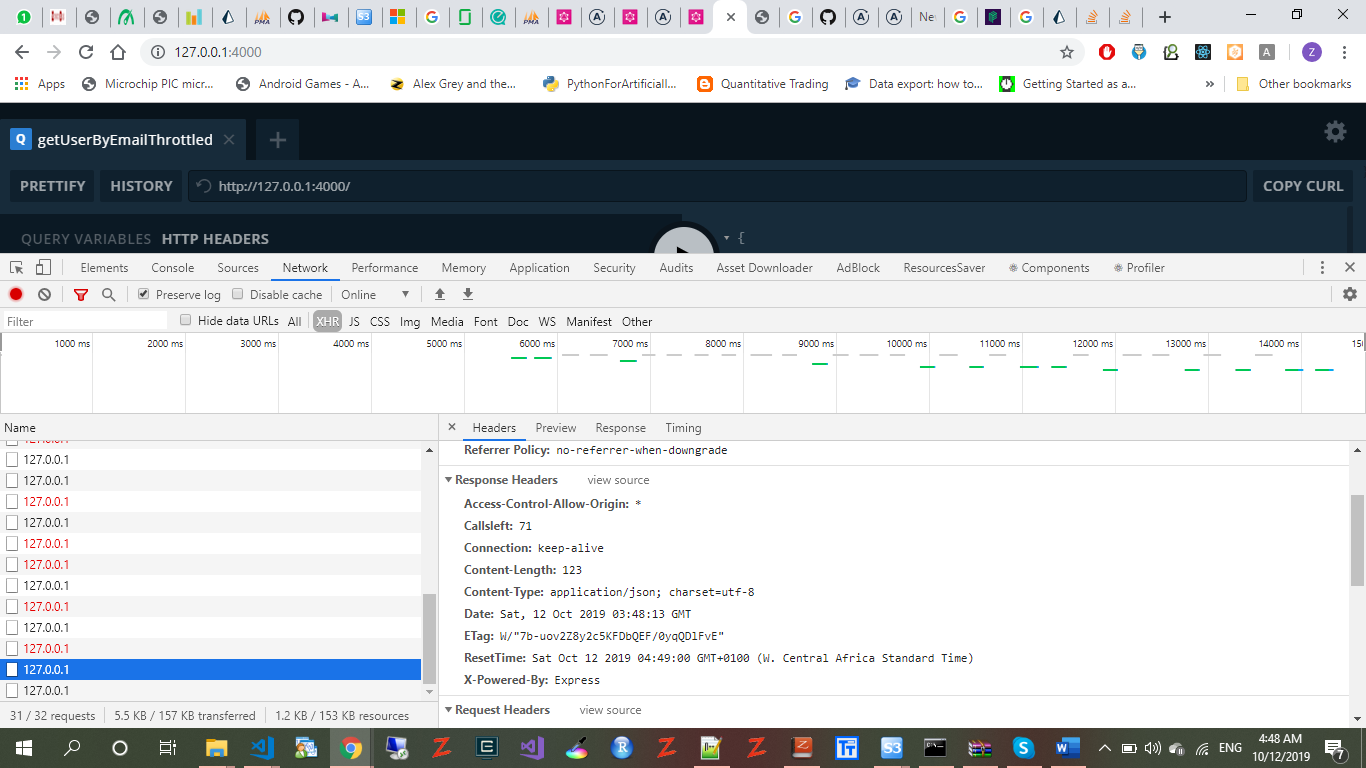 Ne
127.0.0.1:4000
Z
Apps Microchip PIC micr... Android Games - A... Alex Grey and the... PythonForArtificiall... Quantitative Trading Data export: how to... Getting Started as a... » Other bookmarks
Q getUserByEmailThrottled
PRETTIFY HISTORY http://127.0.0.1:4000/ COPY CURL
QUERY VARIABLES HTTP HEADERS {
Elements Console Sources Network Performance Memory Application Security Audits Asset Downloader AdBlock ResourcesSaver Components Profiler
Preserve log Disable cache Online
Filter Hide data URLs All XHR JS CSS Img Media Font Doc WS Manifest Other
1000 ms 2000 ms 3000 ms 4000 ms 5000 ms 6000 ms 7000 ms 8000 ms 9000 ms 10000 ms 11000 ms 12000 ms 13000 ms 14000 ms
Name
Headers Preview Response Timing
127.0.0.1
127.0.0.1
127.0.0.1
127.0.0.1
127.0.0.1
127.0.0.1
127.0.0.1
127.0.0.1
127.0.0.1
127.0.0.1
127.0.0.1
127.0.0.1
127.0.0.1
31 / 32 requests 5.5 KB / 157 KB transferred 1.2 KB / 153 KB resources
Referrer Policy: no-referrer-when-downgrade
Response Headers view source
Access-Control-Allow-Origin: *
Callsleft: 71
Connection: keep-alive
Content-Length: 123
Content-Type: application/json; charset=utf-8
Date: Sat, 12 Oct 2019 03:48:13 GMT
ETag: W/"7b-uov2Z8y2c5KFDbQEF/0yqQDlFvE"
ResetTime: Sat Oct 12 2019 04:49:00 GMT+0100 (W. Central Africa Standard Time)
X-Powered-By: Express
Request Headers view source
ENG
4:48 AM
10/12/2019
7